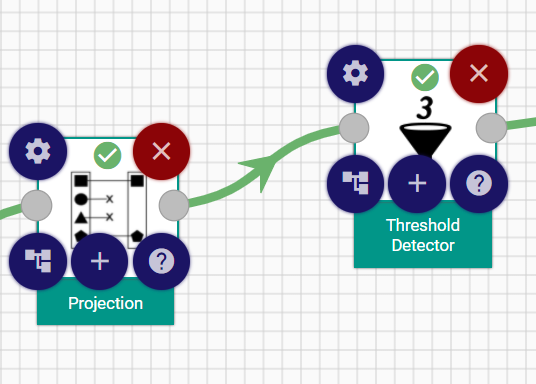 3
Threshold
Detector
Projection